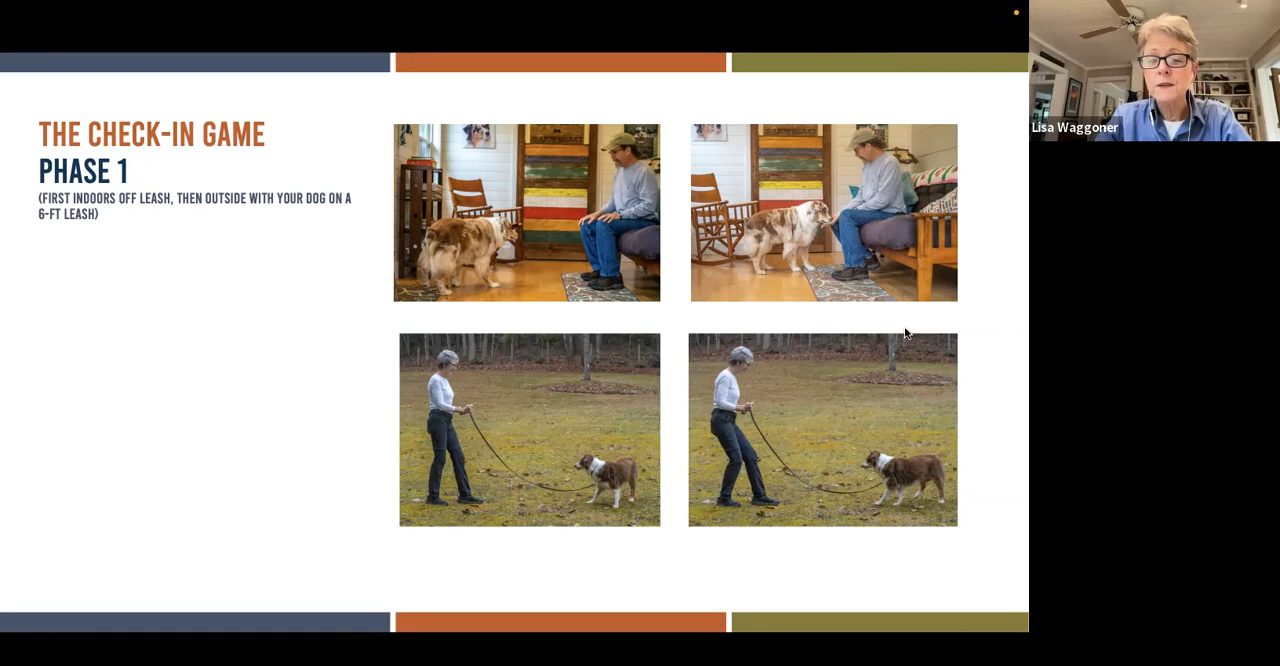 THE CHECK-IN GAME
PHASE 1
(FIRST INDOORS OFF LEASH, THEN OUTSIDE WITH YOUR DOG ON A
6-FT LEASH)
Lisa Waggoner